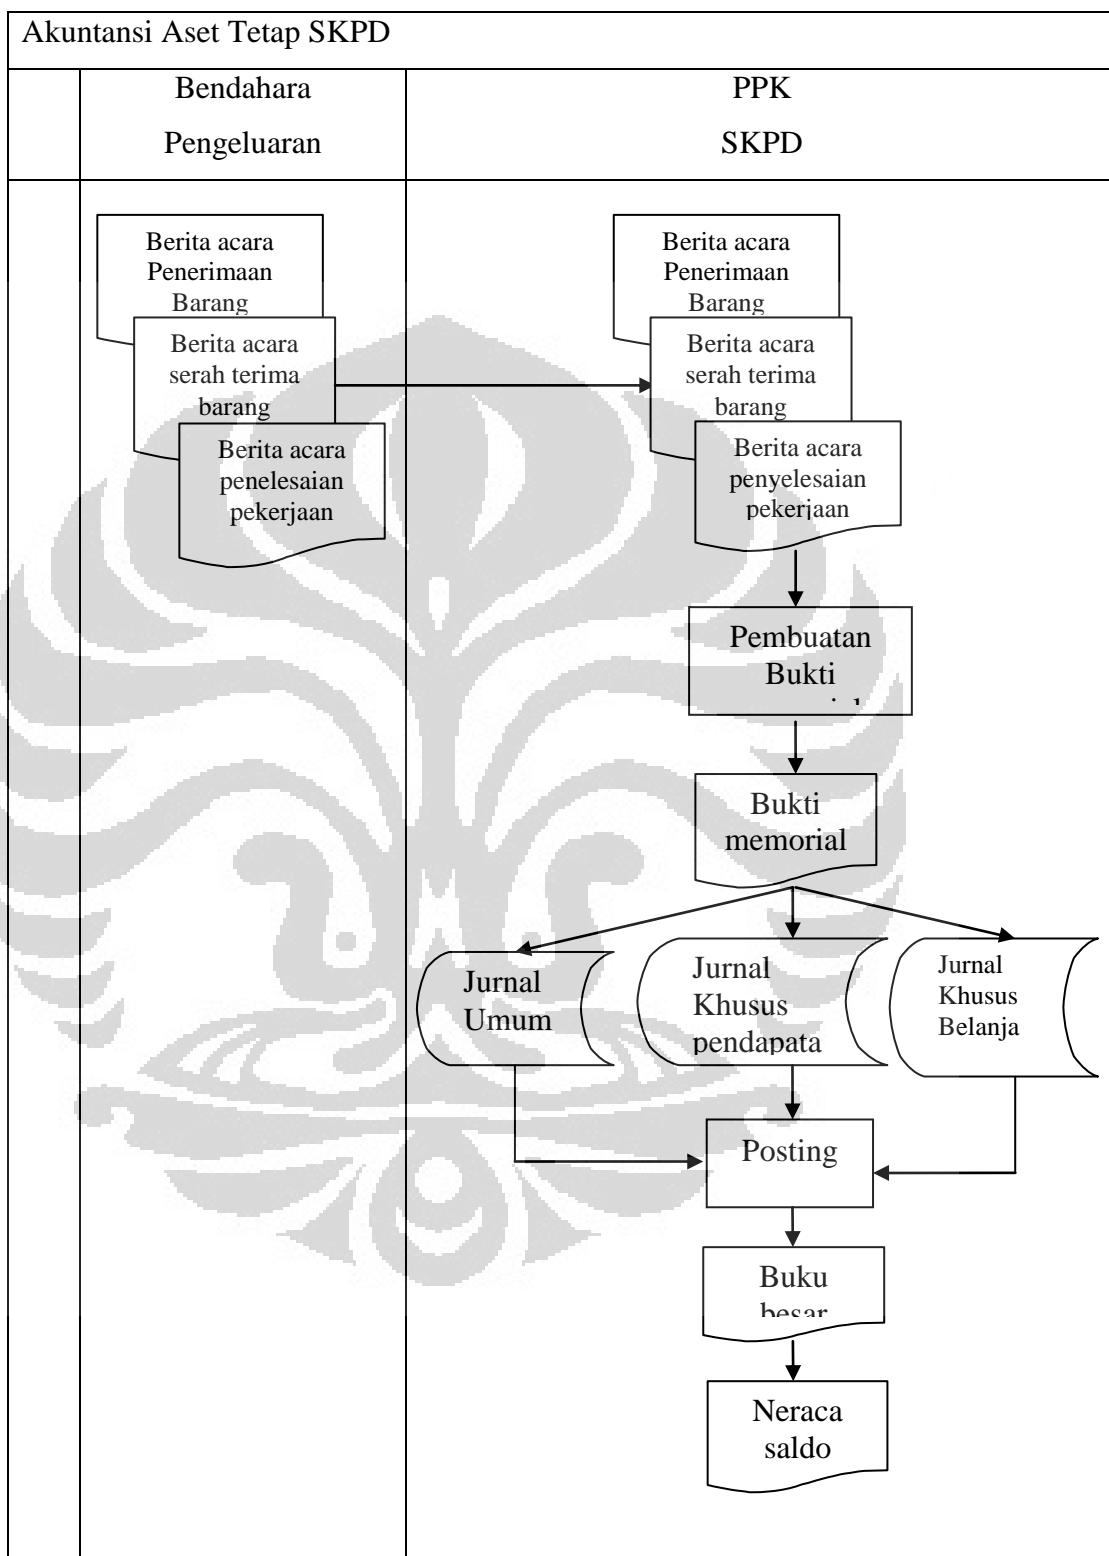 Akuntansi Aset Tetap SKPD
Bendahara
Pengeluaran
PPK
SKPD
Berita acara
Penerimaan
Barang
Berita acara
serah terima
barang
Berita acara
penelesaian
pekerjaan
Berita acara
Penerimaan
Barang
Berita acara
serah terima
barang
Berita acara
penyelesaian
pekerjaan
Pembuatan
Bukti
Bukti
memorial
Jurnal
Umum
Jurnal
Khusus
pendapata
Jurnal
Khusus
Belanja
Posting
Buku
besar
Neraca
saldo